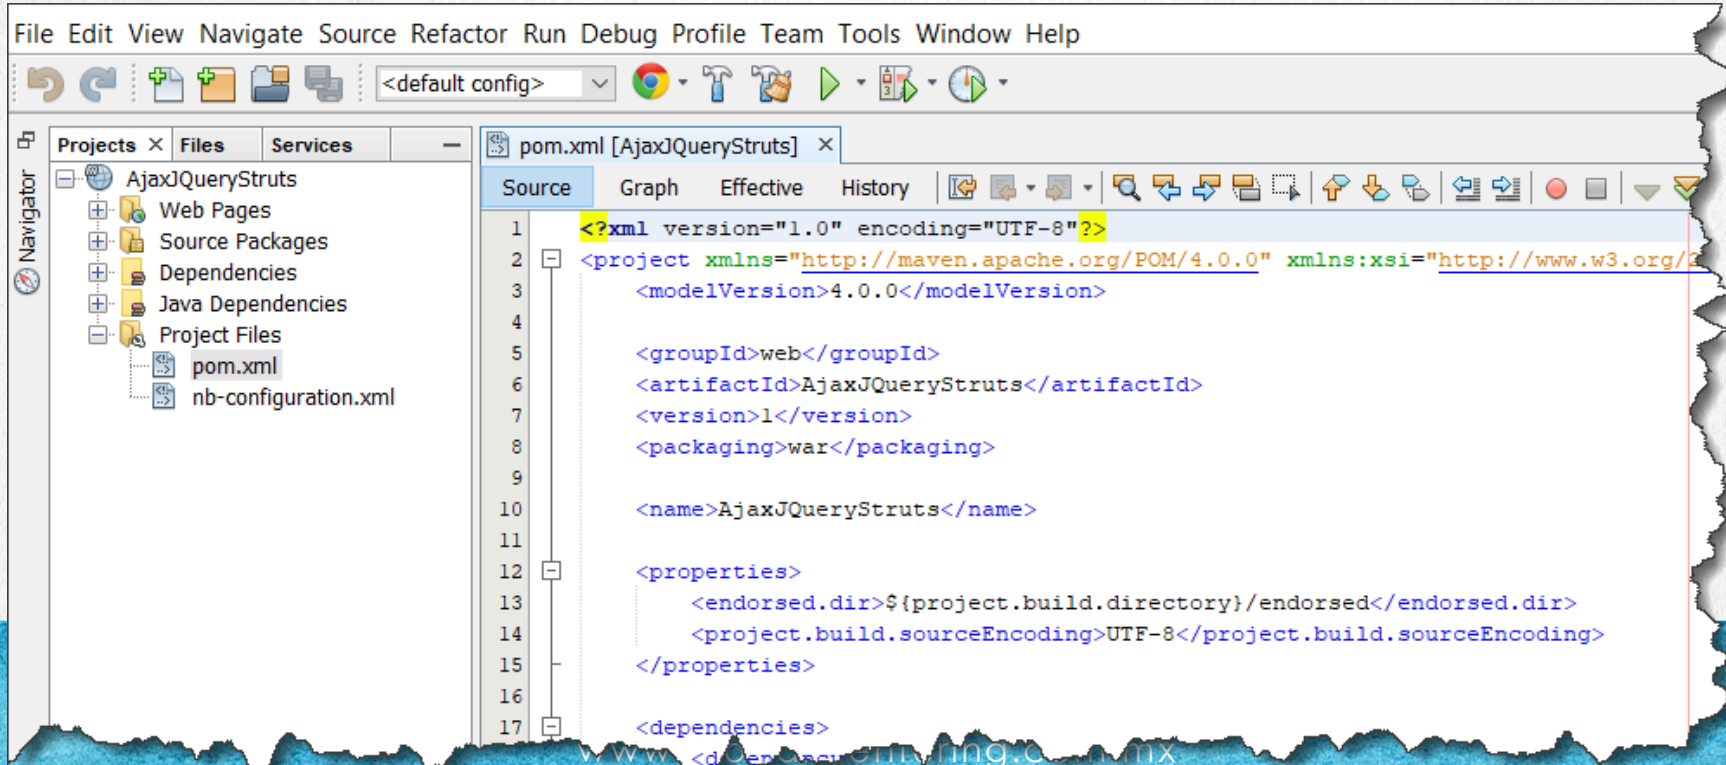 File Edit View Navigate Source Refactor Run Debug Profile Team Tools Window Help
<default config>
Projects Files Services
Navigator
AjaxJQueryStruts
Web Pages
Source Packages
Dependencies
Java Dependencies
Project Files
pom.xml
nb-configuration.xml
pom.xml [AjaxJQueryStruts]
Source Graph Effective History
1 <?xml version="1.0" encoding="UTF-8"?>
2 <project xmlns="http://maven.apache.org/POM/4.0.0" xmlns:xsi="http://www.w3.org/2
3 <modelVersion>4.0.0</modelVersion>
4
5 <groupId>web</groupId>
6 <artifactId>AjaxJQueryStruts</artifactId>
7 <version>1</version>
8 <packaging>war</packaging>
9
10 <name>AjaxJQueryStruts</name>
11
12 <properties>
13 <endorsed.dir>${project.build.directory}/endorsed</endorsed.dir>
14 <project.build.sourceEncoding>UTF-8</project.build.sourceEncoding>
15 </properties>
16
17 <dependencies>